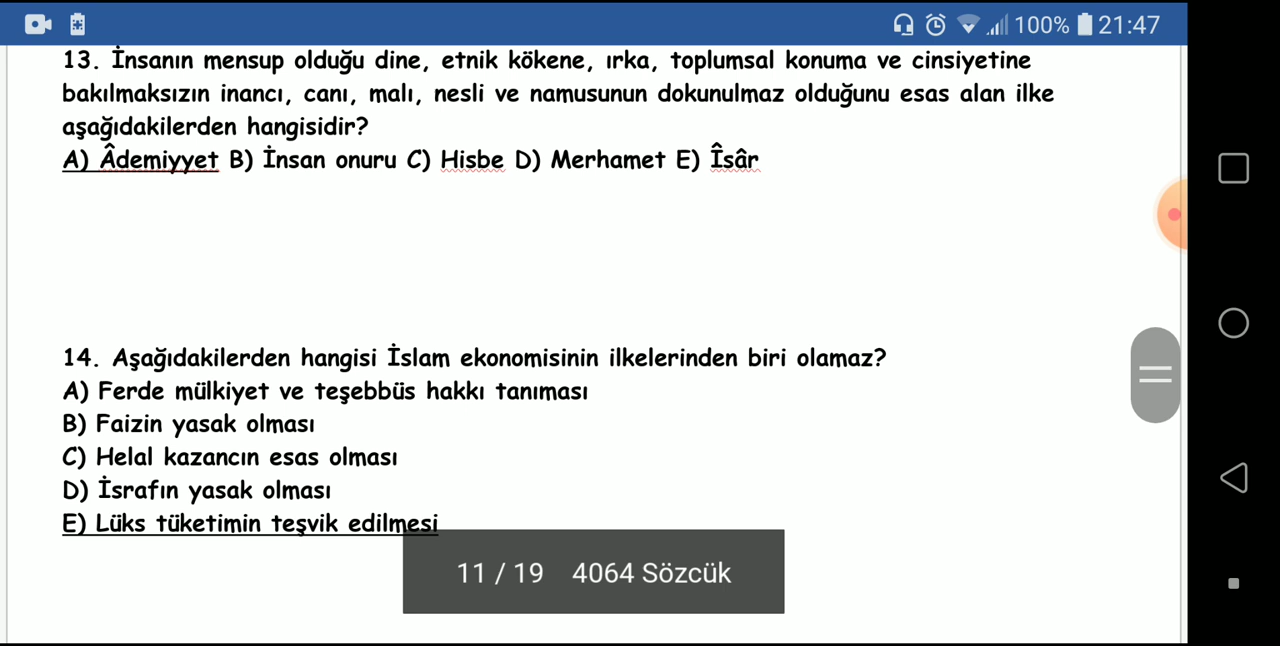 100% 21:47
13. İnsanın mensup olduğu dine, etnik kökene, ırka, toplumsal konuma ve cinsiyetine
bakılmaksızın inancı, canı, malı, nesli ve namusunun dokunulmaz olduğunu esas alan ilke
aşağıdakilerden hangisidir?
A) Âdemiyyet B) İnsan onuru C) Hisbe D) Merhamet E) Îsâr
14. Aşağıdakilerden hangisi İslam ekonomisinin ilkelerinden biri olamaz?
A) Ferde mülkiyet ve teşebbüs hakkı tanıması
B) Faizin yasak olması
C) Helal kazancın esas olması
D) İsrafın yasak olması
E) Lüks tüketimin teşvik edilmesi
11 / 19 4064 Sözcük